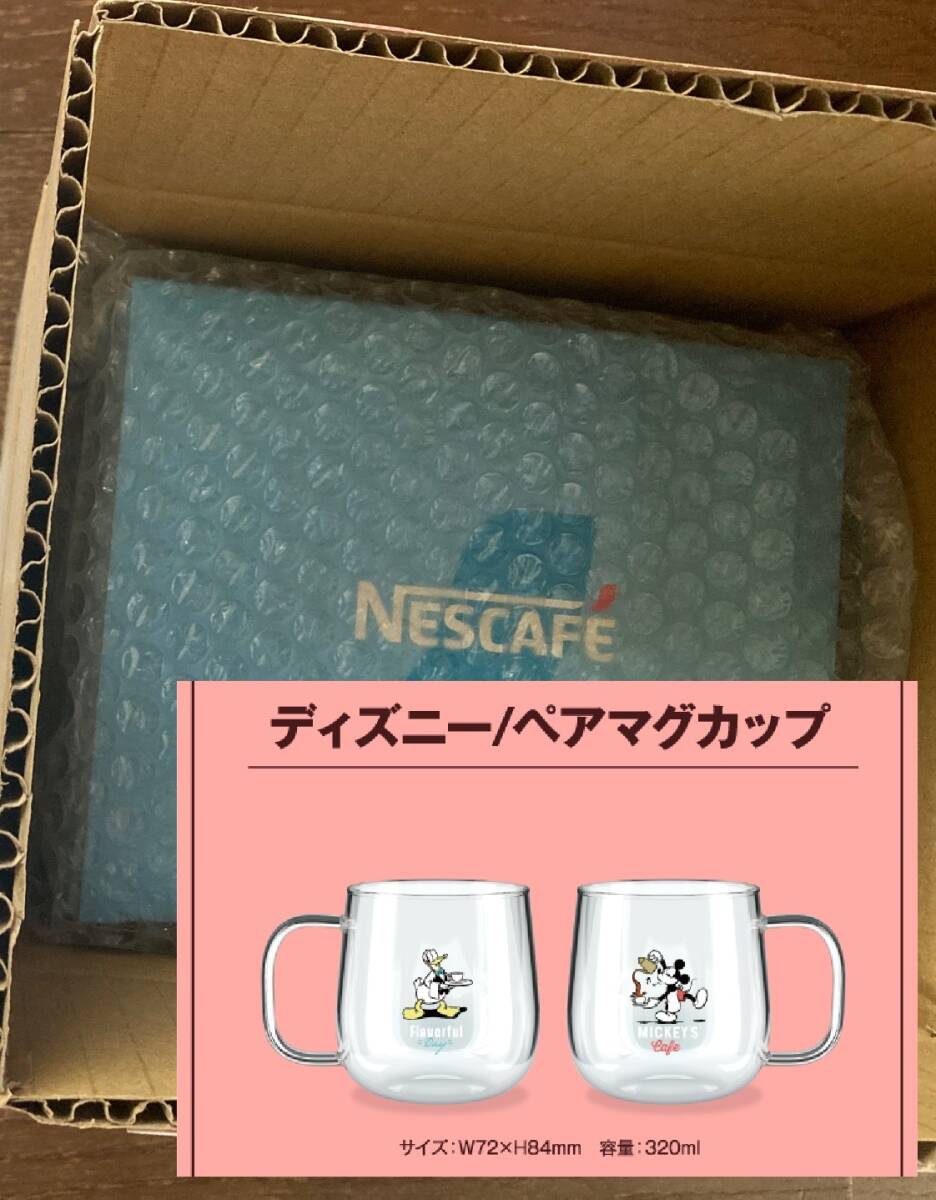 NESCAFÉ
ディズニー/ペアマグカップ
Flavorful
Day
MICKEY'S
Cafe
サイズ:W72×H84mm 容量:320ml